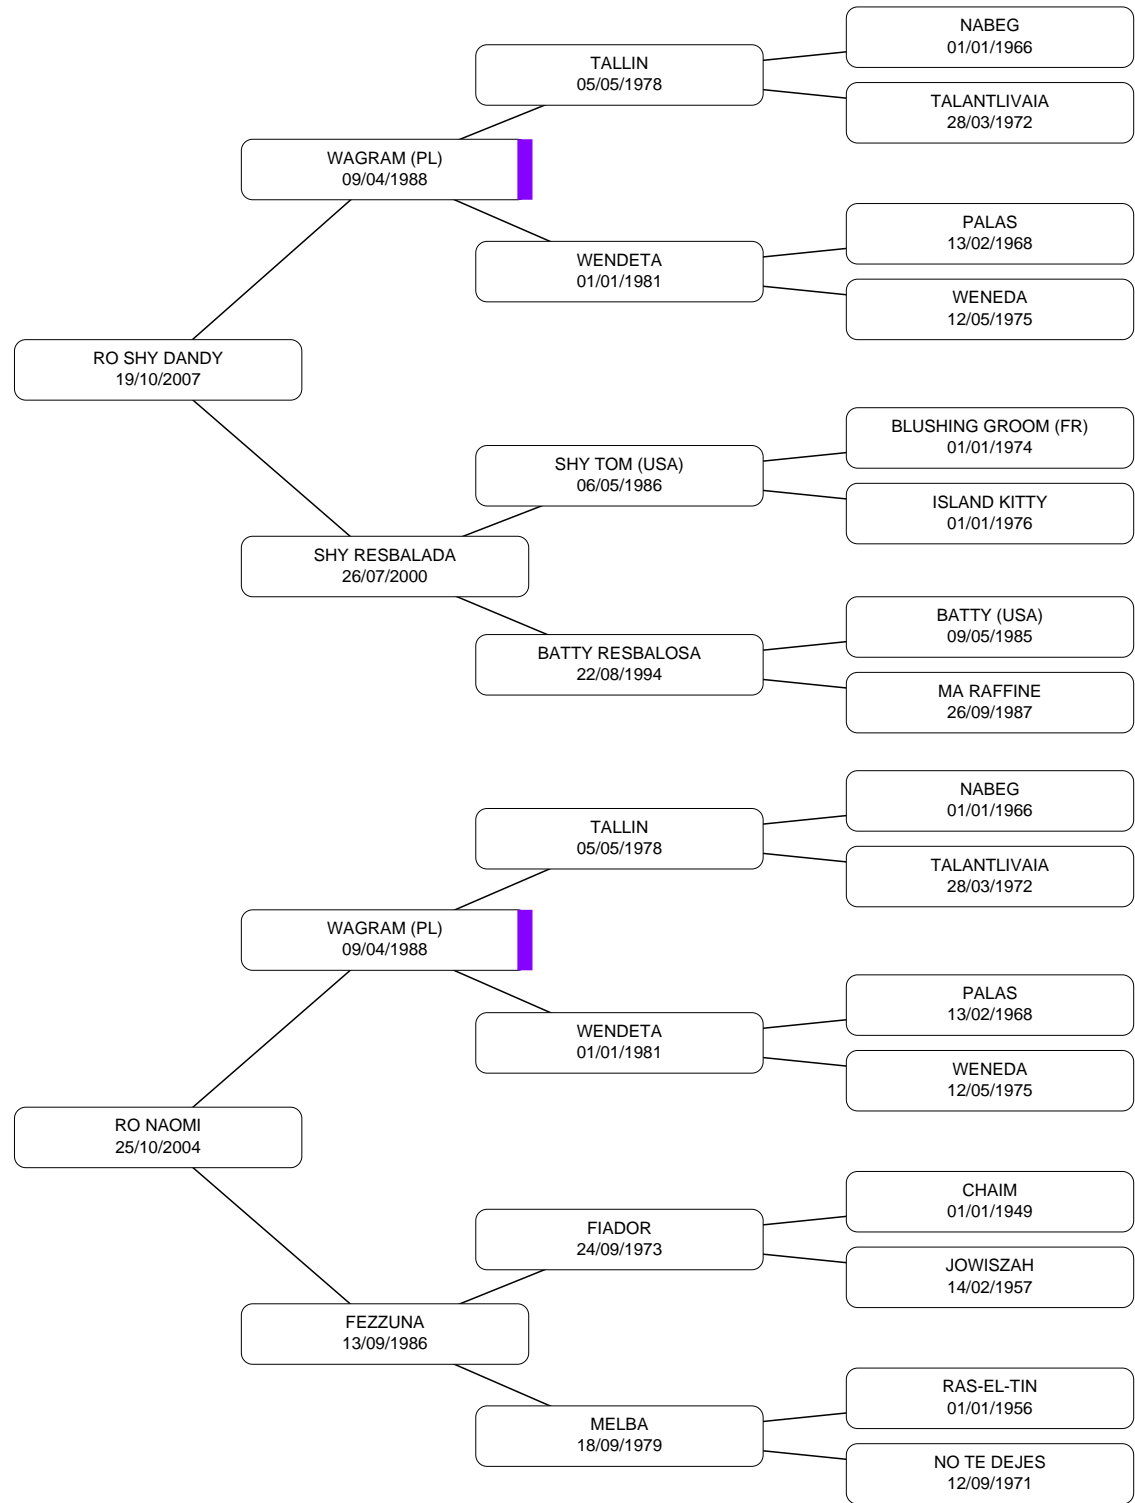 NABEG
01/01/1966
TALLIN
05/05/1978
TALANTLIVAIA
28/03/1972
WAGRAM (PL)
09/04/1988
PALAS
13/02/1968
WENDETA
01/01/1981
WENEDA
12/05/1975
RO SHY DANDY
19/10/2007
BLUSHING GROOM (FR)
01/01/1974
SHY TOM (USA)
06/05/1986
ISLAND KITTY
01/01/1976
SHY RESBALADA
26/07/2000
BATTY (USA)
09/05/1985
BATTY RESBALOSA
22/08/1994
MA RAFFINE
26/09/1987
NABEG
01/01/1966
TALLIN
05/05/1978
TALANTLIVAIA
28/03/1972
WAGRAM (PL)
09/04/1988
PALAS
13/02/1968
WENDETA
01/01/1981
WENEDA
12/05/1975
RO NAOMI
25/10/2004
CHAIM
01/01/1949
FIADOR
24/09/1973
JOWISZAH
14/02/1957
FEZZUNA
13/09/1986
RAS-EL-TIN
01/01/1956
MELBA
18/09/1979
NO TE DEJES
12/09/1971